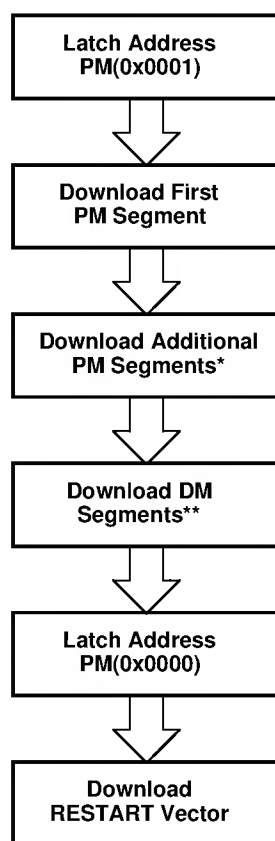 Latch Address
PM(0x0001)
Download First
PM Segment
Download Additional
PM Segments*
Download DM
Segments**
Latch Address
PM(0x0000)
Download
RESTART Vector